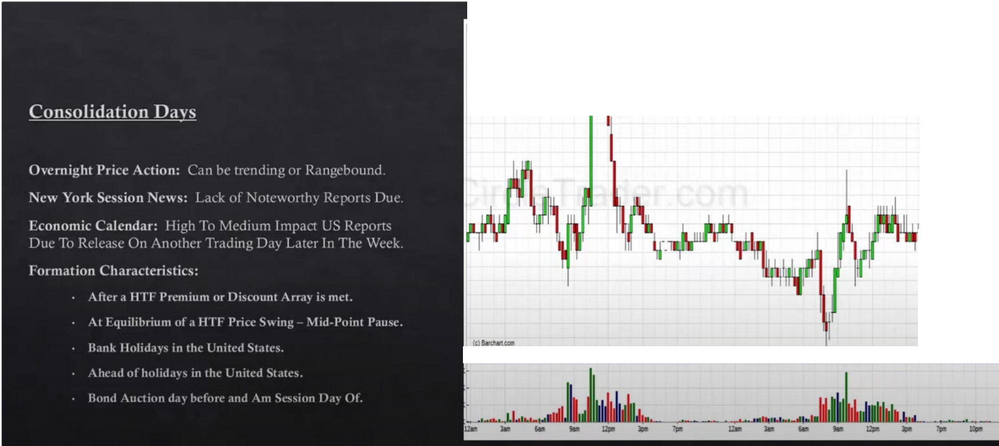 Consolidation Days
Overnight Price Action: Can be trending or Rangebound.
New York Session News: Lack of Noteworthy Reports Due.
Economic Calendar: High To Medium Impact US Reports
Due To Release On Another Trading Day Later In The Week.
Formation Characteristics:
· After a HTF Premium or Discount Array is met.
· At Equilibrium of a HTF Price Swing – Mid-Point Pause.
· Bank Holidays in the United States.
· Ahead of holidays in the United States.
· Bond Auction day before and Am Session Day Of.
CircleTrader.com
(c) Barchart.com
12am 3am 6am 9am 12pm 3pm 7pm 12am 3am 6am 9am 12pm 3pm 7pm 10pm